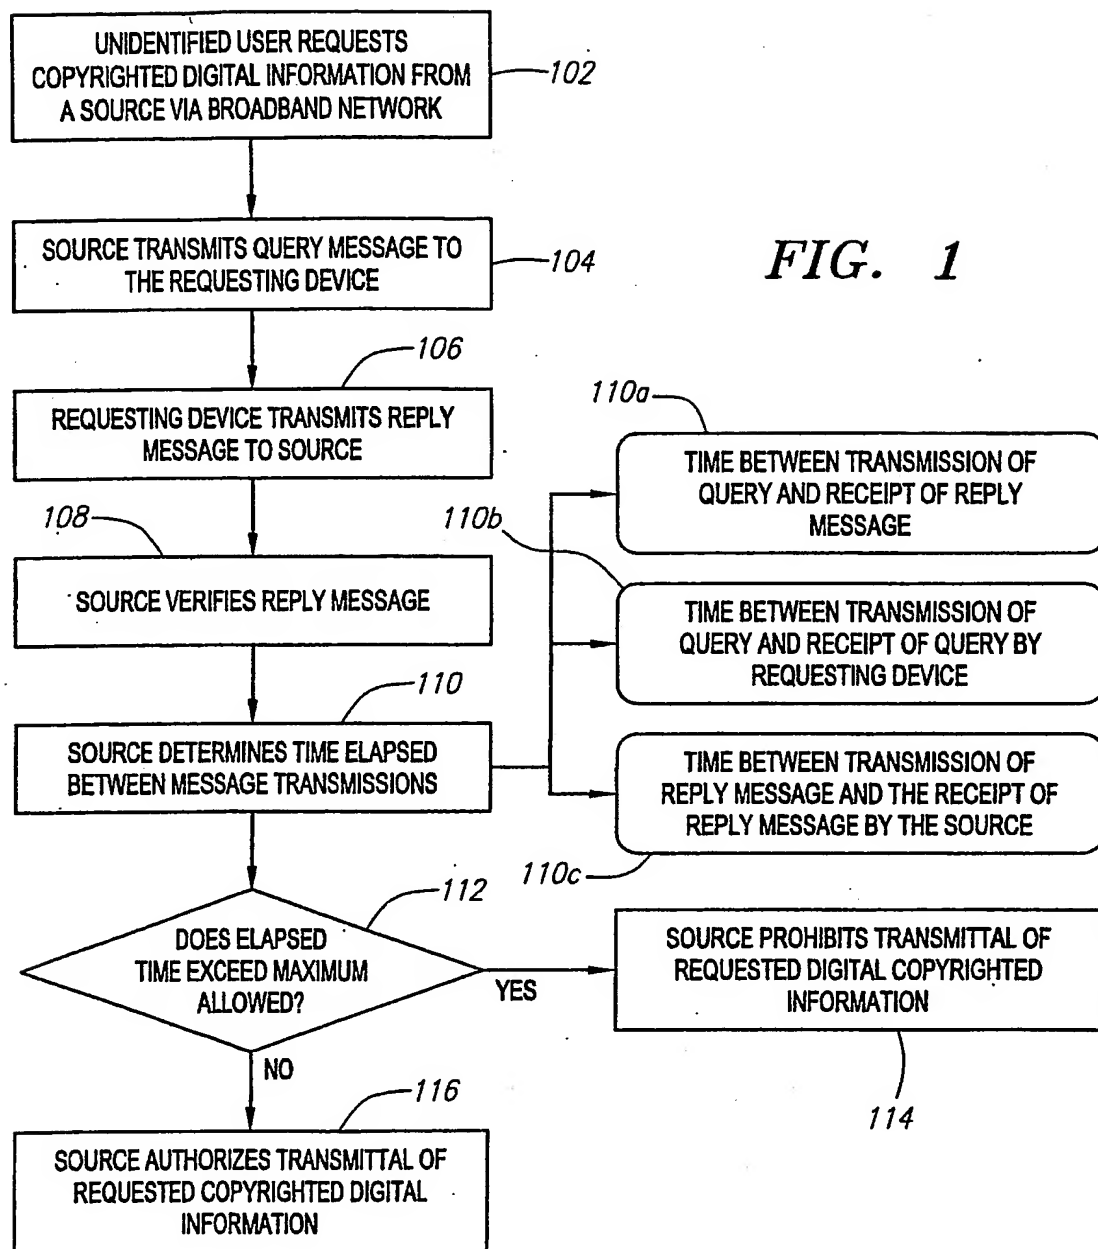 UNIDENTIFIED USER REQUESTS
COPYRIGHTED DIGITAL INFORMATION FROM
A SOURCE VIA BROADBAND NETWORK
102
SOURCE TRANSMITS QUERY MESSAGE TO
THE REQUESTING DEVICE
104
FIG. 1
106
REQUESTING DEVICE TRANSMITS REPLY
MESSAGE TO SOURCE
110a
TIME BETWEEN TRANSMISSION OF
QUERY AND RECEIPT OF REPLY
MESSAGE
108
SOURCE VERIFIES REPLY MESSAGE
110b
TIME BETWEEN TRANSMISSION OF
QUERY AND RECEIPT OF QUERY BY
REQUESTING DEVICE
110
SOURCE DETERMINES TIME ELAPSED
BETWEEN MESSAGE TRANSMISSIONS
TIME BETWEEN TRANSMISSION OF
REPLY MESSAGE AND THE RECEIPT OF
REPLY MESSAGE BY THE SOURCE
110c
112
DOES ELAPSED
TIME EXCEED MAXIMUM
ALLOWED?
YES
SOURCE PROHIBITS TRANSMITTAL OF
REQUESTED DIGITAL COPYRIGHTED
INFORMATION
114
NO
116
SOURCE AUTHORIZES TRANSMITTAL OF
REQUESTED COPYRIGHTED DIGITAL
INFORMATION